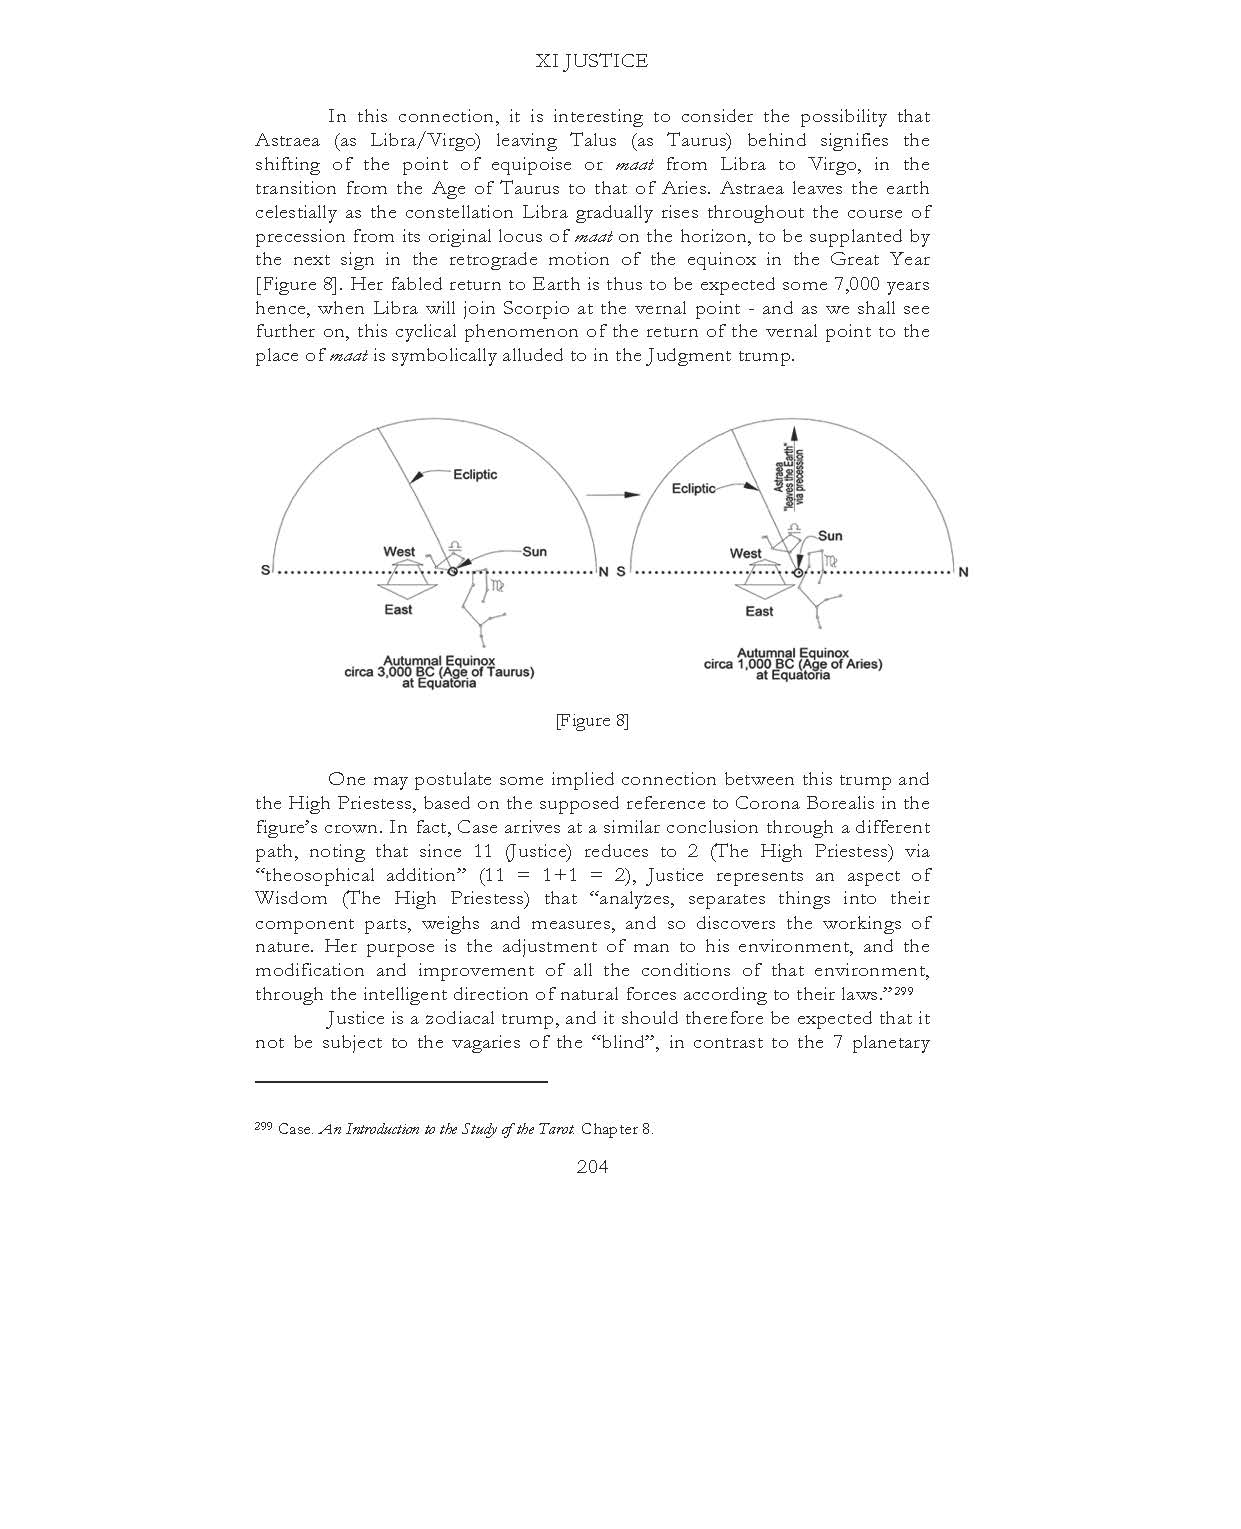 XI JUSTICE
In this connection, it is interesting to consider the possibility that
Astraea (as Libra/Virgo) leaving Talus (as Taurus) behind signifies the
shifting of the point of equipoise or maat from Libra to Virgo, in the
transition from the Age of Taurus to that of Aries. Astraea leaves the earth
celestially as the constellation Libra gradually rises throughout the course of
precession from its original locus of maat on the horizon, to be supplanted by
the next sign in the retrograde motion of the equinox in the Great Year
[Figure 8]. Her fabled return to Earth is thus to be expected some 7,000 years
hence, when Libra will join Scorpio at the vernal point - and as we shall see
further on, this cyclical phenomenon of the return of the vernal point to the
place of maat is symbolically alluded to in the Judgment trump.
Ecliptic
♎
West
Sun
S
N
East
♍
Autumnal Equinox
circa 3,000 BC (Age of Taurus)
at Equatoria
Astraea
"leaves the Earth"
via precession
Ecliptic
♎
Sun
West
♍
S
N
East
Autumnal Equinox
circa 1,000 BC (Age of Aries)
at Equatoria
[Figure 8]
One may postulate some implied connection between this trump and
the High Priestess, based on the supposed reference to Corona Borealis in the
figure’s crown. In fact, Case arrives at a similar conclusion through a different
path, noting that since 11 (Justice) reduces to 2 (The High Priestess) via
“theosophical addition” (11 = 1+1 = 2), Justice represents an aspect of
Wisdom (The High Priestess) that “analyzes, separates things into their
component parts, weighs and measures, and so discovers the workings of
nature. Her purpose is the adjustment of man to his environment, and the
modification and improvement of all the conditions of that environment,
through the intelligent direction of natural forces according to their laws.”299
Justice is a zodiacal trump, and it should therefore be expected that it
not be subject to the vagaries of the “blind”, in contrast to the 7 planetary
299 Case. An Introduction to the Study of the Tarot. Chapter 8.
204